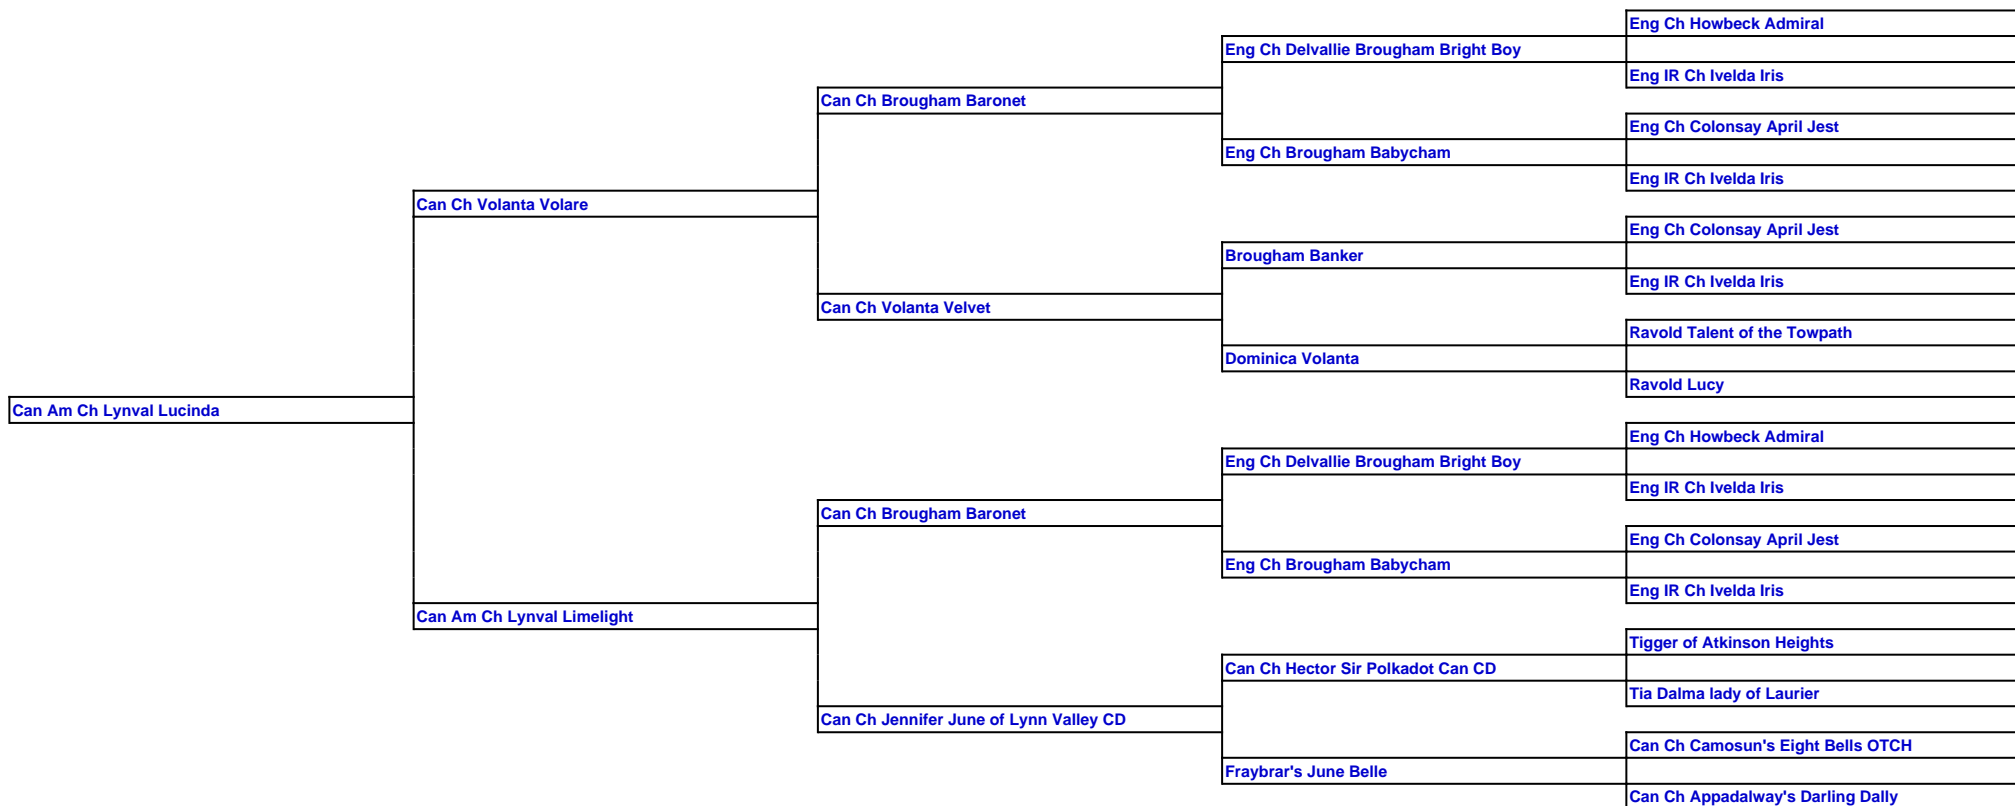 Eng Ch Howbeck Admiral
Eng Ch Delvallie Brougham Bright Boy
Eng IR Ch Ivelda Iris
Can Ch Brougham Baronet
Eng Ch Colonsay April Jest
Eng Ch Brougham Babycham
Eng IR Ch Ivelda Iris
Can Ch Volanta Volare
Eng Ch Colonsay April Jest
Brougham Banker
Eng IR Ch Ivelda Iris
Can Ch Volanta Velvet
Ravold Talent of the Towpath
Dominica Volanta
Ravold Lucy
Can Am Ch Lynval Lucinda
Eng Ch Howbeck Admiral
Eng Ch Delvallie Brougham Bright Boy
Eng IR Ch Ivelda Iris
Can Ch Brougham Baronet
Eng Ch Colonsay April Jest
Eng Ch Brougham Babycham
Eng IR Ch Ivelda Iris
Can Am Ch Lynval Limelight
Tigger of Atkinson Heights
Can Ch Hector Sir Polkadot Can CD
Tia Dalma lady of Laurier
Can Ch Jennifer June of Lynn Valley CD
Can Ch Camosun's Eight Bells OTCH
Fraybrar's June Belle
Can Ch Appadalway's Darling Dally